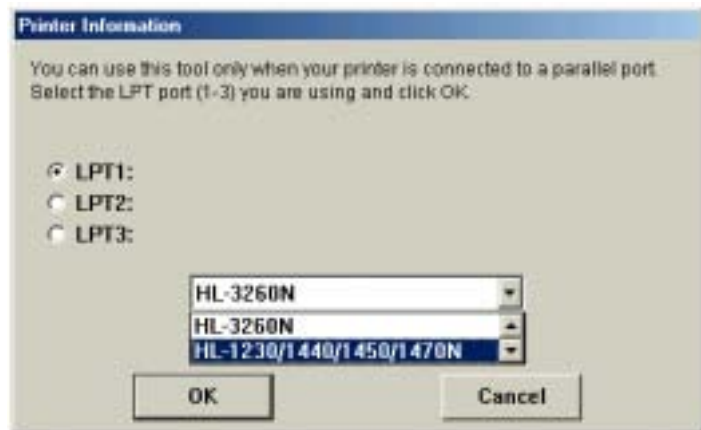 Printer Information
You can use this tool only when your printer is connected to a parallel port.
Select the LPT port (1-3) you are using and click OK.
LPT1:
LPT2:
LPT3:
HL-3260N
HL-3260N
HL-1230/1440/1450/1470N
OK Cancel